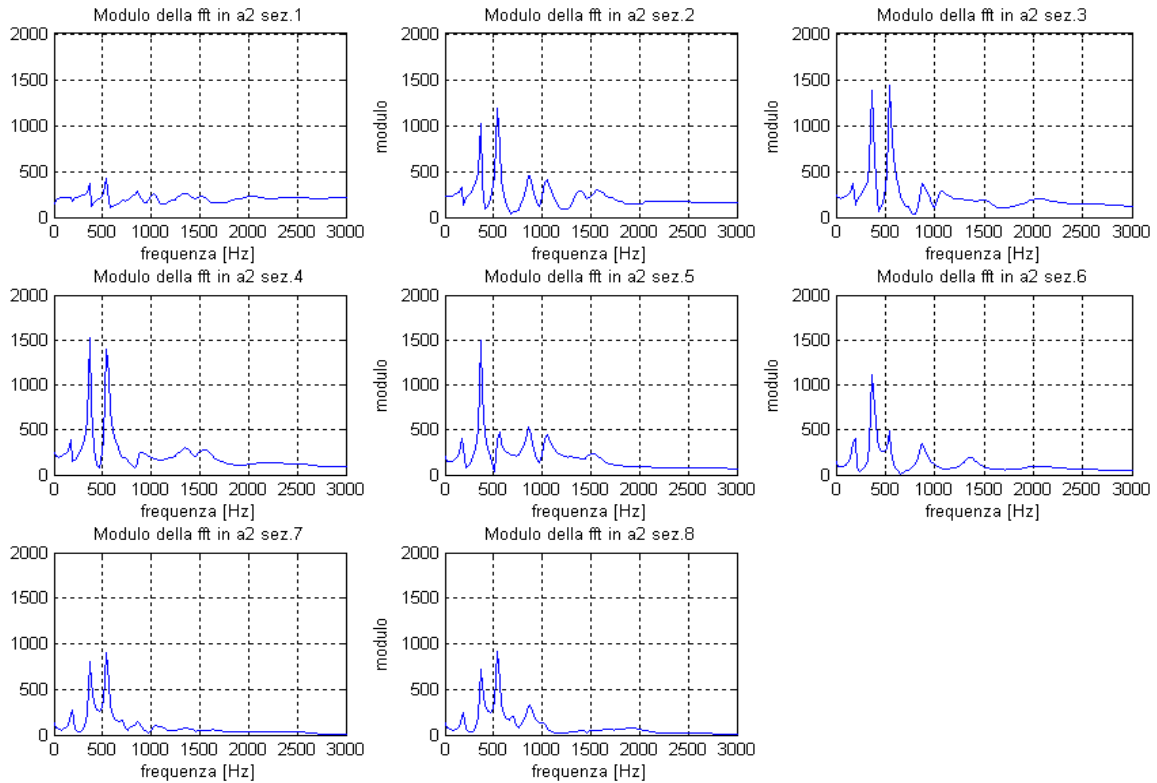 Modulo della fft in a2 sez.1
2000
1500
1000
500
0
0 500 1000 1500 2000 2500 3000
frequenza [Hz]
Modulo della fft in a2 sez.2
modulo
2000
1500
1000
500
0
0 500 1000 1500 2000 2500 3000
frequenza [Hz]
Modulo della fft in a2 sez.3
modulo
2000
1500
1000
500
0
0 500 1000 1500 2000 2500 3000
frequenza [Hz]
Modulo della fft in a2 sez.4
2000
1500
1000
500
0
0 500 1000 1500 2000 2500 3000
frequenza [Hz]
Modulo della fft in a2 sez.5
modulo
2000
1500
1000
500
0
0 500 1000 1500 2000 2500 3000
frequenza [Hz]
Modulo della fft in a2 sez.6
2000
1500
1000
500
0
0 500 1000 1500 2000 2500 3000
frequenza [Hz]
Modulo della fft in a2 sez.7
2000
1500
1000
500
0
0 500 1000 1500 2000 2500 3000
frequenza [Hz]
Modulo della fft in a2 sez.8
modulo
2000
1500
1000
500
0
0 500 1000 1500 2000 2500 3000
frequenza [Hz]